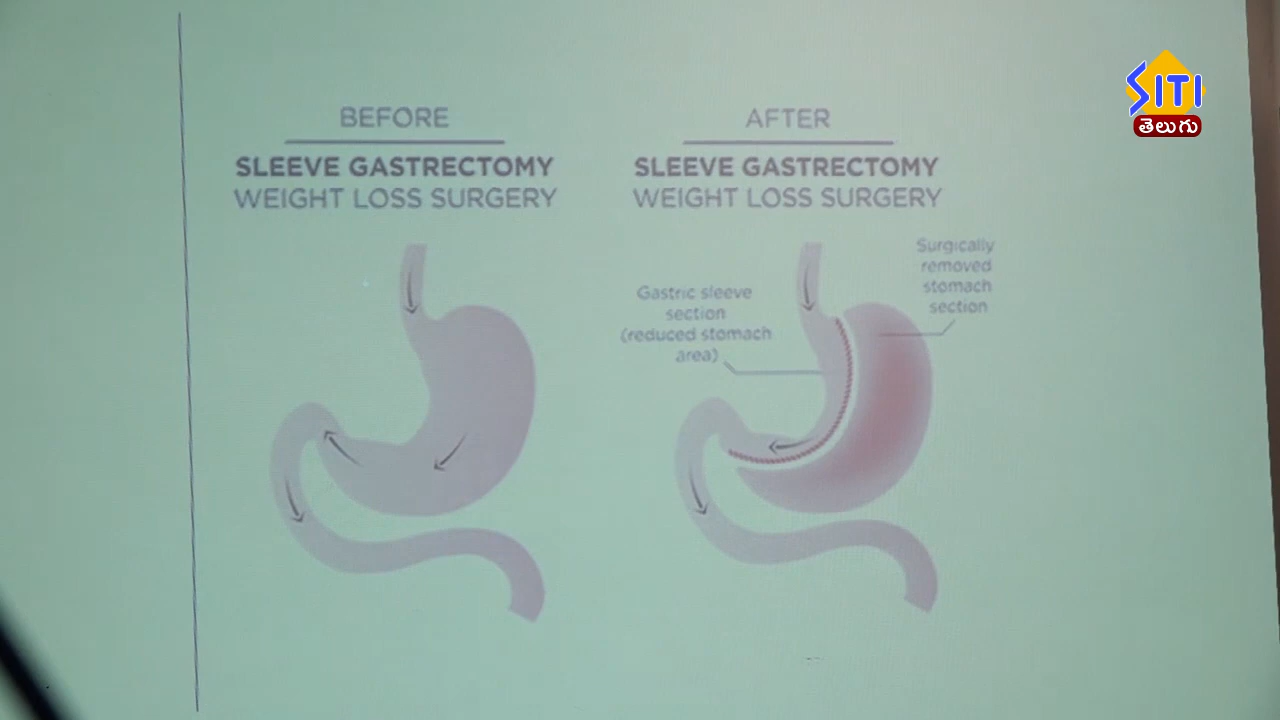 BEFORE
SLEEVE GASTRECTOMY
WEIGHT LOSS SURGERY
AFTER
SLEEVE GASTRECTOMY
WEIGHT LOSS SURGERY
Gastric sleeve
section
(reduced stomach
area)
Surgically
removed
stomach
section
SITI
తెలుగు